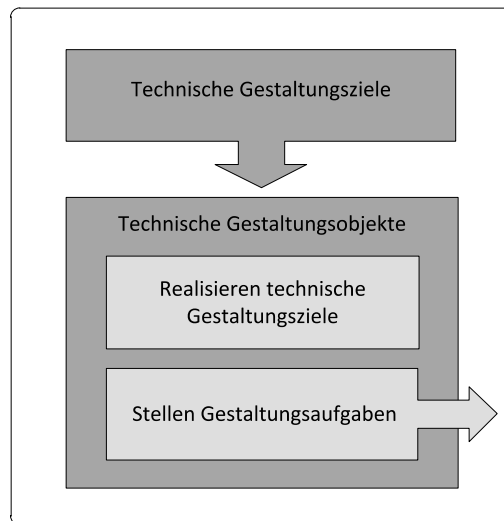 Technische Gestaltungsziele
Technische Gestaltungsobjekte
Realisieren technische
Gestaltungsziele
Stellen Gestaltungsaufgaben